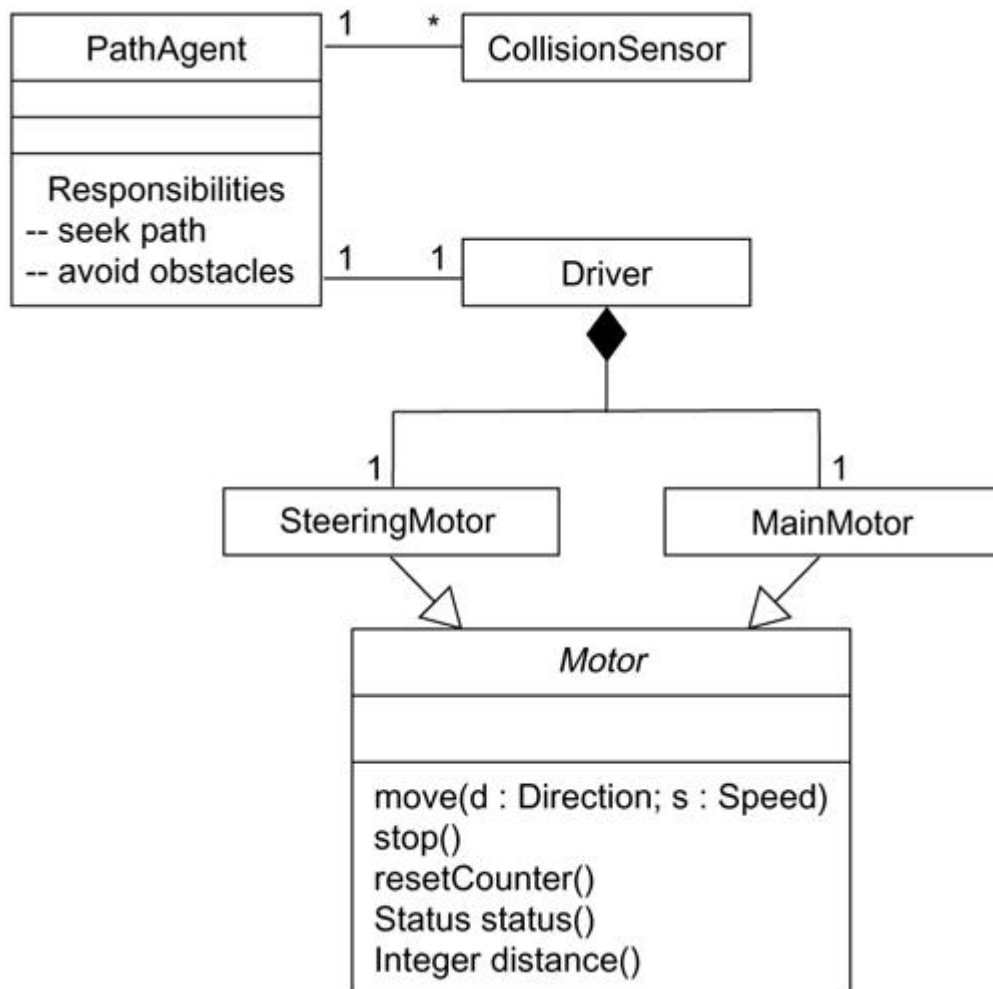 PathAgent
1
*
CollisionSensor
Responsibilities
-- seek path
-- avoid obstacles
1
1
Driver
1
1
SteeringMotor
MainMotor
Motor
move(d : Direction; s : Speed)
stop()
resetCounter()
Status status()
Integer distance()